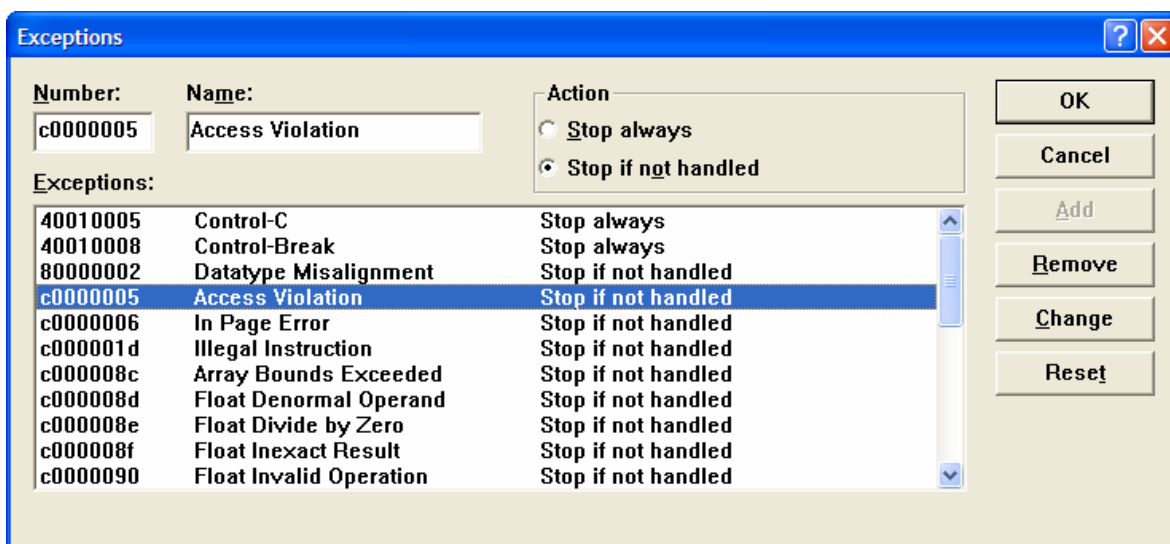 Exceptions
Number: Name: Action
c0000005 Access Violation Stop always
Stop if not handled
Exceptions:
40010005 Control-C Stop always
40010008 Control-Break Stop always
80000002 Datatype Misalignment Stop if not handled
c0000005 Access Violation Stop if not handled
c0000006 In Page Error Stop if not handled
c000001d Illegal Instruction Stop if not handled
c000008c Array Bounds Exceeded Stop if not handled
c000008d Float Denormal Operand Stop if not handled
c000008e Float Divide by Zero Stop if not handled
c000008f Float Inexact Result Stop if not handled
c0000090 Float Invalid Operation Stop if not handled
OK
Cancel
Add
Remove
Change
Reset